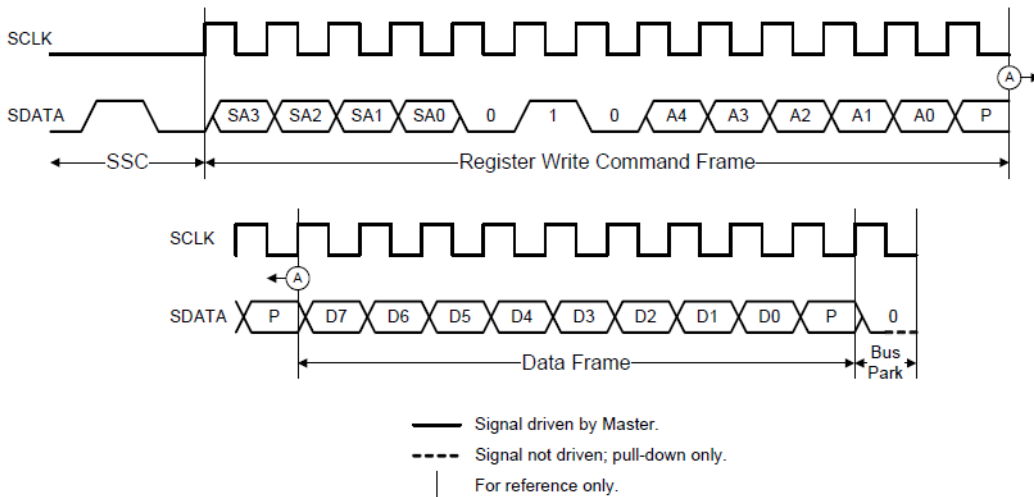 SCLK
A
SDATA SA3 SA2 SA1 SA0 0 1 0 A4 A3 A2 A1 A0 P
SSC Register Write Command Frame
SCLK
A
SDATA P D7 D6 D5 D4 D3 D2 D1 D0 P 0
Data Frame Bus
Park
Signal driven by Master.
Signal not driven; pull-down only.
For reference only.